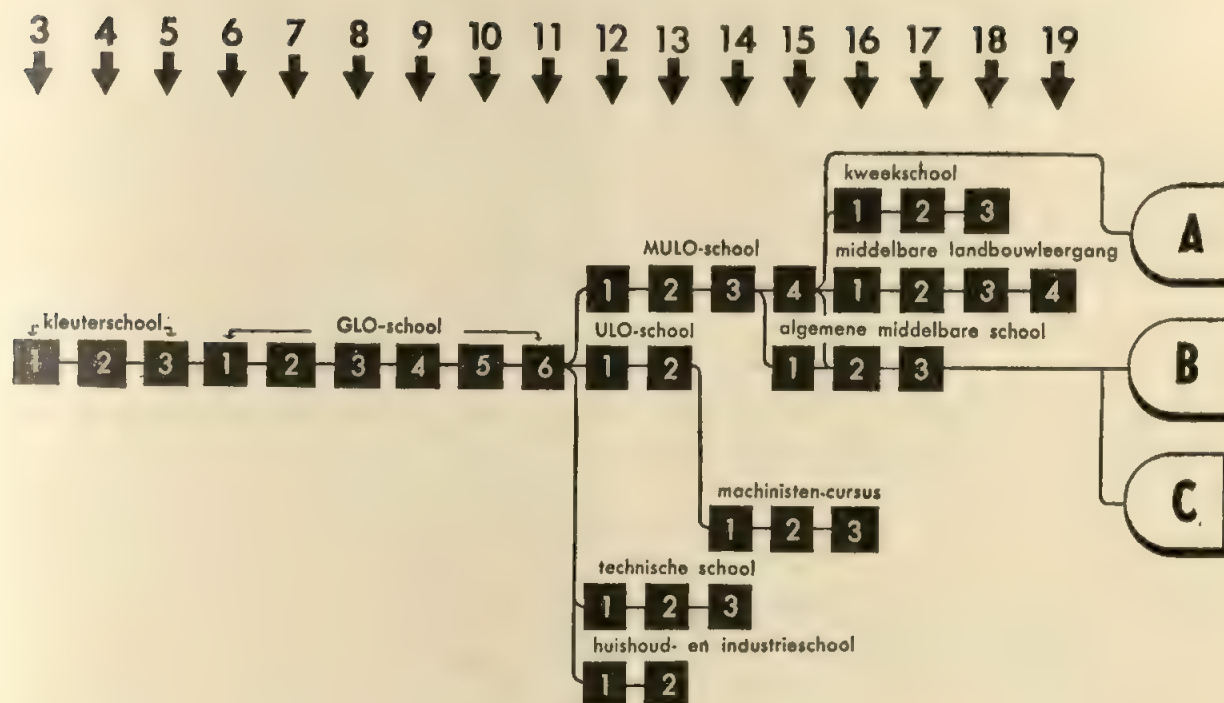 3 4 5 6 7 8 9 10 11 12 13 14 15 16 17 18 19
kweekschool
1 2 3
A
MULO-school
middelbare landbouwleergang
1 2 3 4
1 2 3 4
kleuterschool
GLO-school
ULO-school
algemene middelbare school
1 2 3
1 2 3 4 5 6
1 2
1 2 3
B
machinisten-cursus
1 2 3
C
technische school
1 2 3
huishoud- en industrieschool
1 2